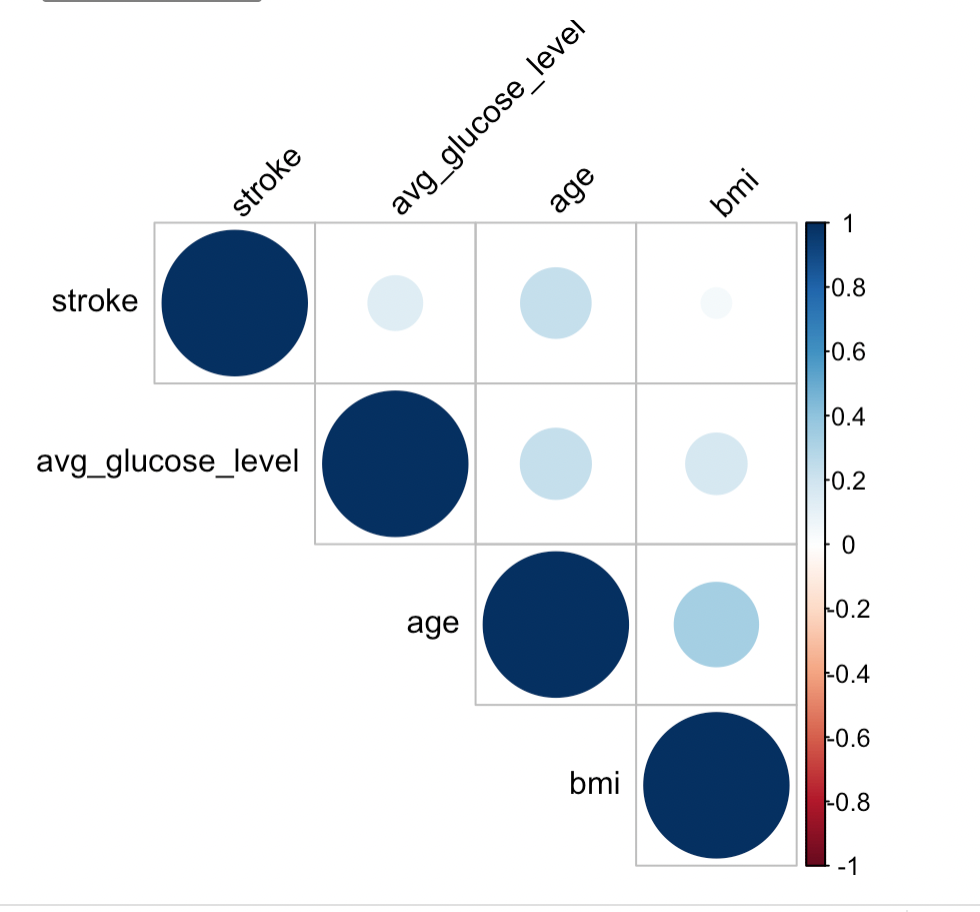 stroke
avg_glucose_level
age
bmi
stroke
avg_glucose_level
age
bmi
1
0.8
0.6
0.4
0.2
0
-0.2
-0.4
-0.6
-0.8
-1